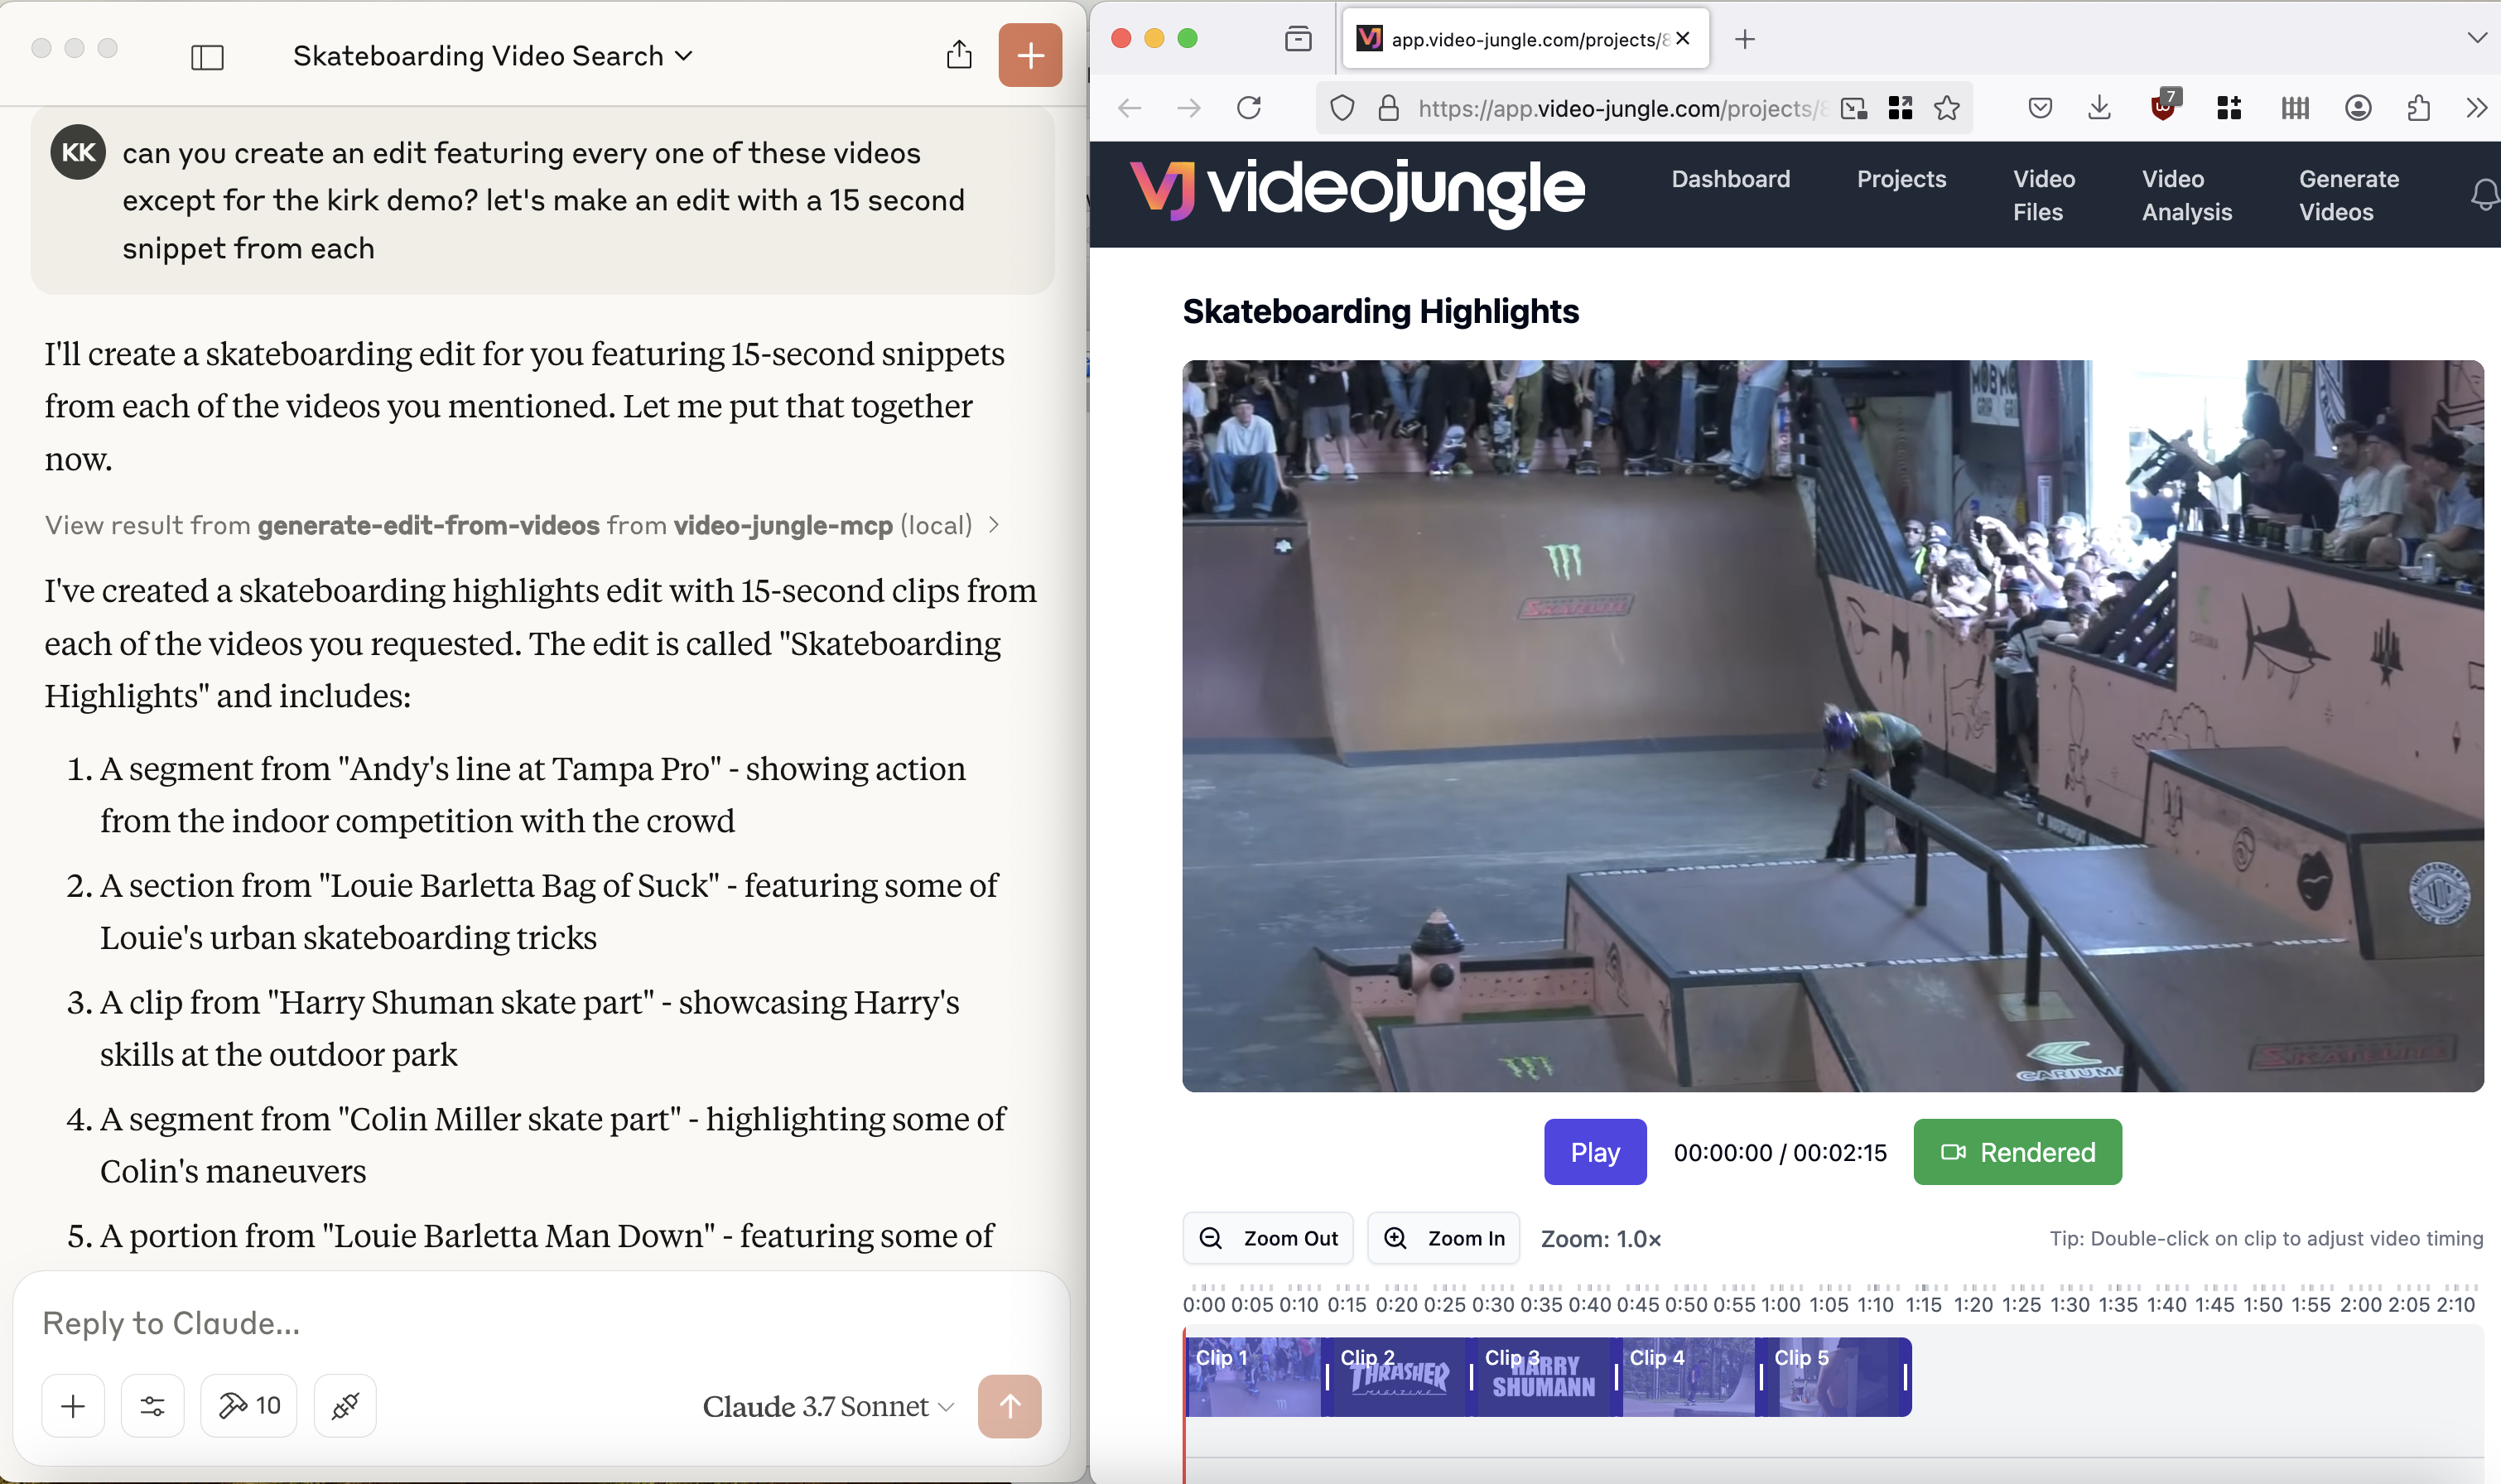 Skateboarding Video Search
KK
can you create an edit featuring every one of these videos
except for the kirk demo? let's make an edit with a 15 second
snippet from each
I'll create a skateboarding edit for you featuring 15-second snippets
from each of the videos you mentioned. Let me put that together
now.
View result from generate-edit-from-videos from video-jungle-mcp (local)
I've created a skateboarding highlights edit with 15-second clips from
each of the videos you requested. The edit is called "Skateboarding
Highlights" and includes:
1. A segment from "Andy's line at Tampa Pro" - showing action
from the indoor competition with the crowd
2. A section from "Louie Barletta Bag of Suck" - featuring some of
Louie's urban skateboarding tricks
3. A clip from "Harry Shuman skate part" - showcasing Harry's
skills at the outdoor park
4. A segment from "Colin Miller skate part" - highlighting some of
Colin's maneuvers
5. A portion from "Louie Barletta Man Down" - featuring some of
Reply to Claude...
10
Claude 3.7 Sonnet
app.video-jungle.com/projects/8
https://app.video-jungle.com/projects/8
7
VJ videojungle
Dashboard
Projects
Video
Files
Video
Analysis
Generate
Videos
Skateboarding Highlights
MOB
GRIP
SKATELITE
CARIUMA
INDEPENDENT
INDEPENDENT
CARIUMA
SKATELITE
Play
00:00:00 / 00:02:15
Rendered
Zoom Out
Zoom In
Zoom: 1.0×
Tip: Double-click on clip to adjust video timing
0:00 0:05 0:10 0:15 0:20 0:25 0:30 0:35 0:40 0:45 0:50 0:55 1:00 1:05 1:10 1:15 1:20 1:25 1:30 1:35 1:40 1:45 1:50 1:55 2:00 2:05 2:10
Clip 1
Clip 2
THRASHER
MAGAZINE
Clip 3
HARRY
SHUMANN
Clip 4
Clip 5